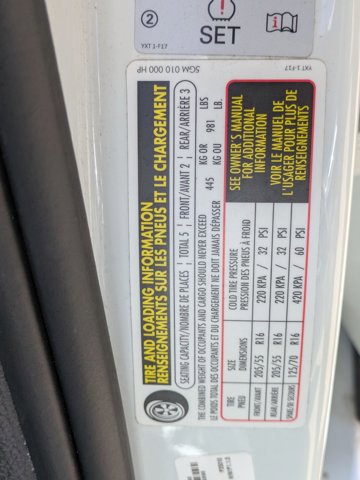 ② SET
YXT 1-F17
YXT 1-F17
5GM 010 000 HP
TIRE AND LOADING INFORMATION
RENSEIGNEMENTS SUR LES PNEUS ET LE CHARGEMENT
SEATING CAPACITY/NOMBRE DE PLACES | TOTAL 5 | FRONT/AVANT 2 | REAR/ARRIÈRE 3
THE COMBINED WEIGHT OF OCCUPANTS AND CARGO SHOULD NEVER EXCEED 445 KG OR 981 LBS
LE POIDS TOTAL DES OCCUPANTS ET DU CHARGEMENT NE DOIT JAMAIS DÉPASSER KG OU LB.
TIRE SIZE COLD TIRE PRESSURE
PNEU DIMENSIONS PRESSION DES PNEUS À FROID
FRONT/AVANT 205/55 R16 220 KPA / 32 PSI
REAR/ARRIÈRE 205/55 R16 220 KPA / 32 PSI
SPARE/DE SECOURS 125/70 R16 420 KPA / 60 PSI
SEE OWNER'S MANUAL
FOR ADDITIONAL
INFORMATION
VOIR LE MANUEL DE
L'USAGER POUR PLUS DE
RENSEIGNEMENTS